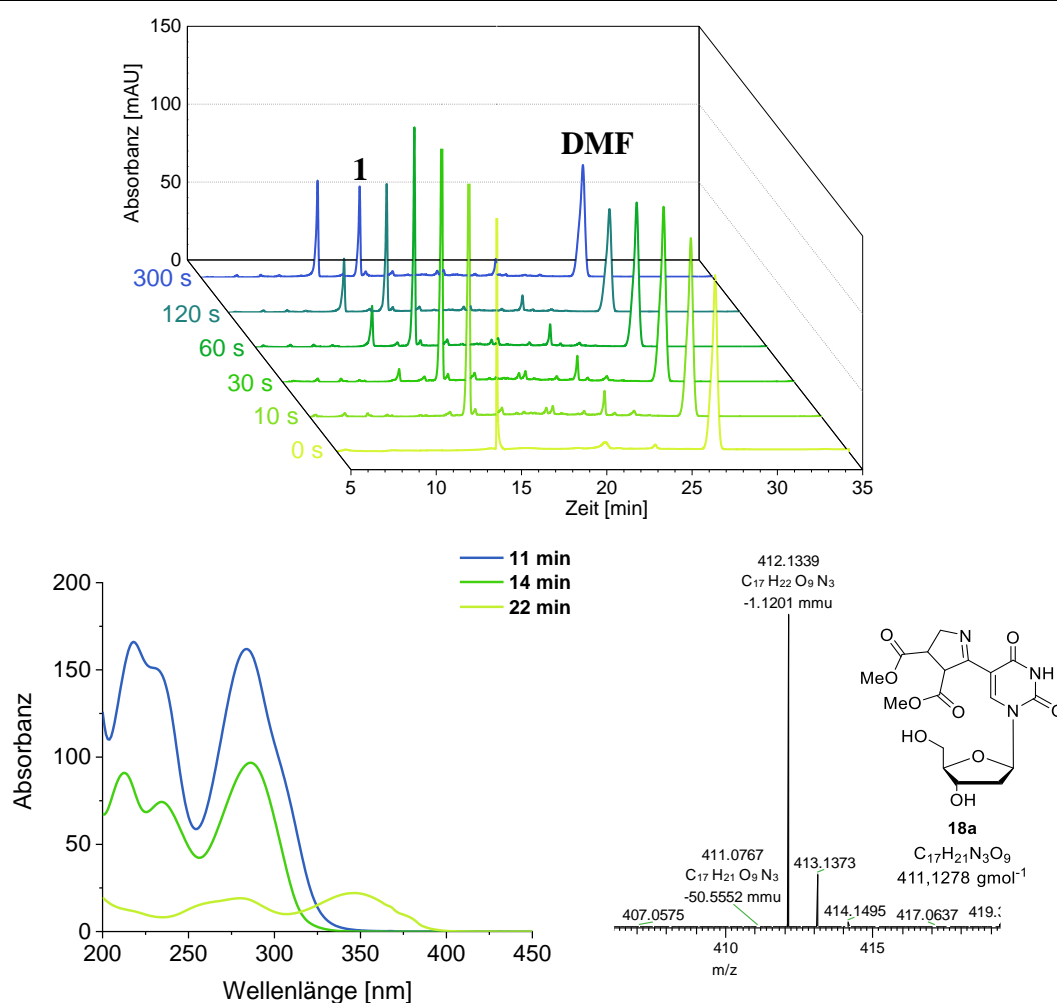 150
100
50
0
Absorbanz [mAU]
1
DMF
300 s
120 s
60 s
30 s
10 s
0 s
5
10
15
20
25
30
35
Zeit [min]
11 min
14 min
22 min
200
150
100
50
0
Absorbanz
200
250
300
350
400
450
Wellenlänge [nm]
412.1339
C17 H22 O9 N3
-1.1201 mmu
411.0767
C17 H21 O9 N3
-50.5552 mmu
413.1373
407.0575
414.1495
417.0637
419.3
410
415
m/z
O
MeO
MeO
O
N
O
NH
N
O
HO
O
OH
18a
C17H21N3O9
411,1278 gmol-1